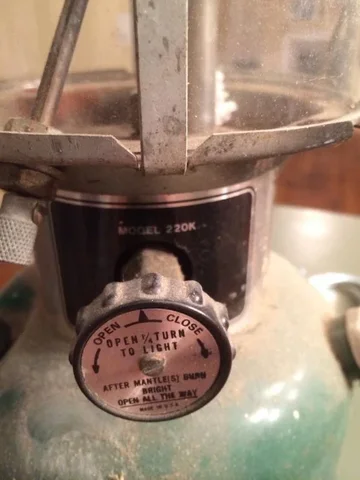 MODEL 220K
OPEN CLOSE
OPEN 1/4 TURN
TO LIGHT
AFTER MANTLE(S) BURN
BRIGHT
OPEN ALL THE WAY
MADE IN U.S.A.